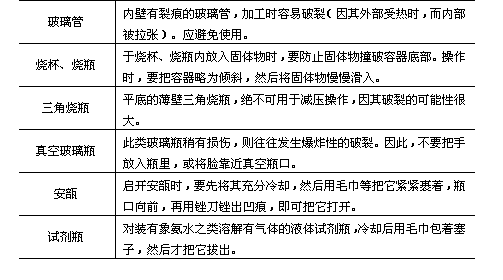 玻璃管
内壁有裂痕的玻璃管，加工时容易破裂（因其外部受热时，而内部
被拉张）。应避免使用。
烧杯、烧瓶
于烧杯、烧瓶内放入固体物时，要防止固体物撞破容器底部。操作
时，要把容器略为倾斜，然后将固体物慢慢滑入。
三角烧瓶
平底的薄壁三角烧瓶，绝不可用于减压操作，因其破裂的可能性很
大。
真空玻璃瓶
此类玻璃瓶稍有损伤，则往往发生爆炸性的破裂。因此，不要把手
放入瓶里，或将脸靠近真空瓶口。
安瓿
启开安瓿时，要先将其充分冷却，然后用毛巾等把它紧紧裹着，瓶
口向前，再用锉刀锉出凹痕，即可把它打开。
试剂瓶
对装有象氨水之类溶解有气体的液体试剂瓶，冷却后用毛巾包着塞
子，然后才把它拔出。